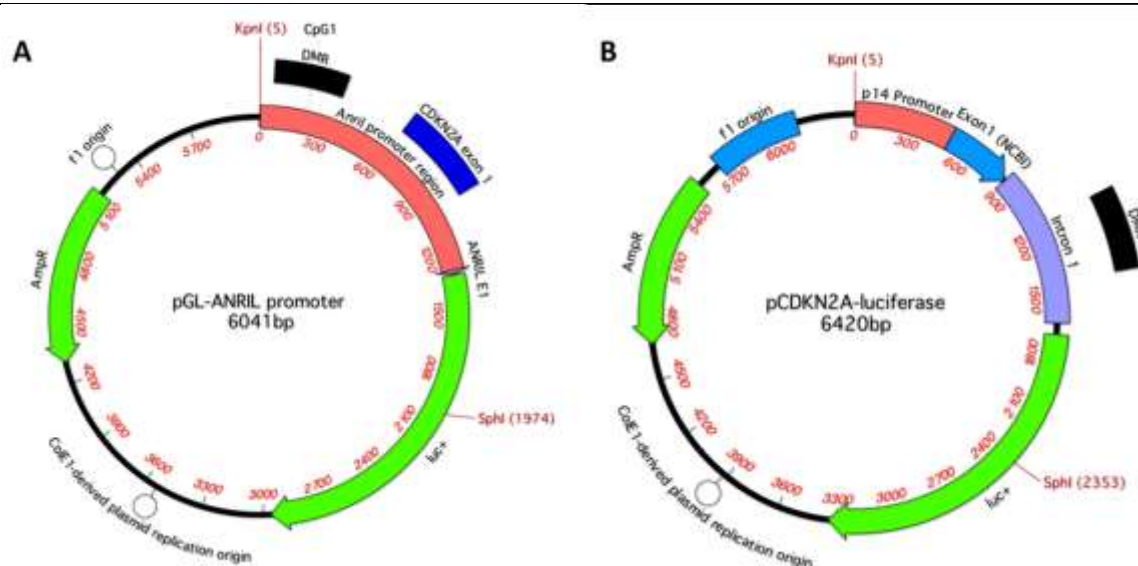 A
KpnI (5)
CpG1
DMR
Anril promoter region
CDKN2A exon 1
ANRIL E1
f1 origin
AmpR
0
300
600
900
1200
1500
1800
2100
2400
2700
3000
3300
3600
3900
4200
4500
4800
5100
5400
5700
pGL-ANRIL promoter
6041bp
SphI (1974)
luc+
ColE1-derived plasmid replication origin
B
KpnI (5)
p14 Promoter
Exon1 (NCBI)
Intron 1
f1 origin
AmpR
0
300
600
900
1200
1500
1800
2100
2400
2700
3000
3300
3600
3900
4200
4500
4800
5100
5400
5700
6000
pCDKN2A-luciferase
6420bp
SphI (2353)
luc+
ColE1-derived plasmid replication origin